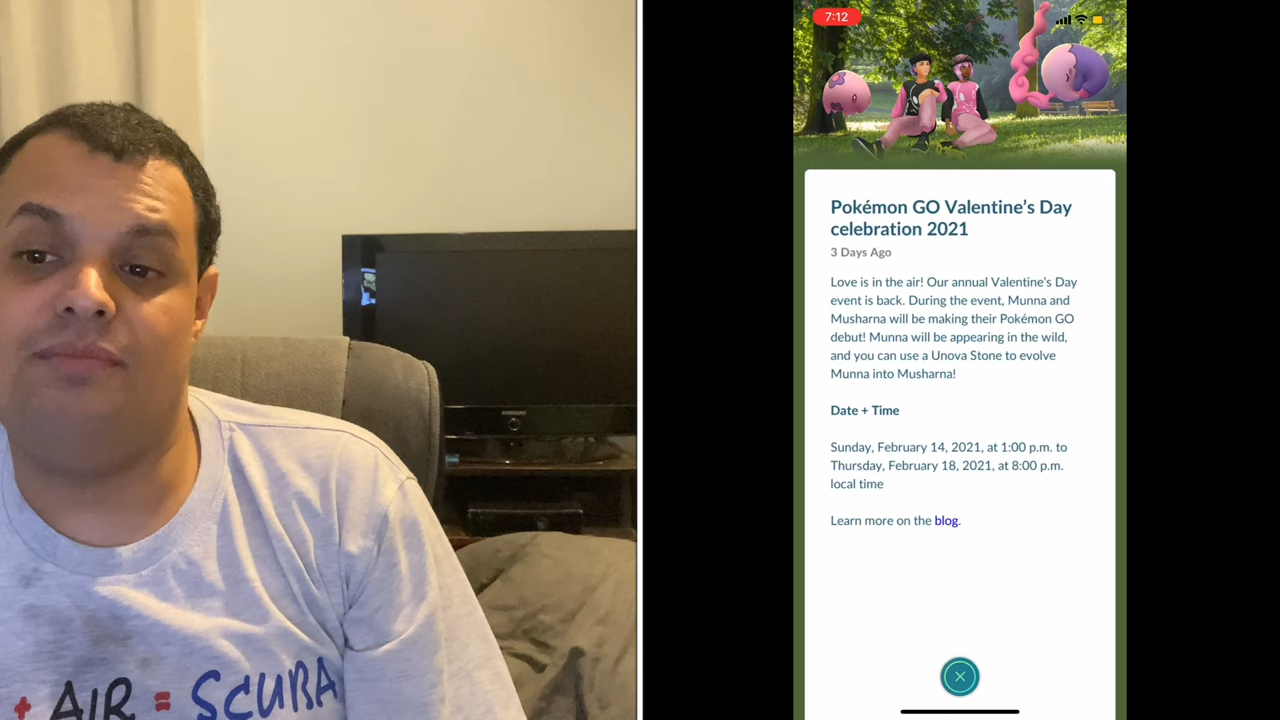 + AIR = SCUBA
SAMSUNG
7:12
Pokémon GO Valentine's Day
celebration 2021
3 Days Ago
Love is in the air! Our annual Valentine's Day
event is back. During the event, Munna and
Musharna will be making their Pokémon GO
debut! Munna will be appearing in the wild,
and you can use a Unova Stone to evolve
Munna into Musharna!
Date + Time
Sunday, February 14, 2021, at 1:00 p.m. to
Thursday, February 18, 2021, at 8:00 p.m.
local time
Learn more on the blog.